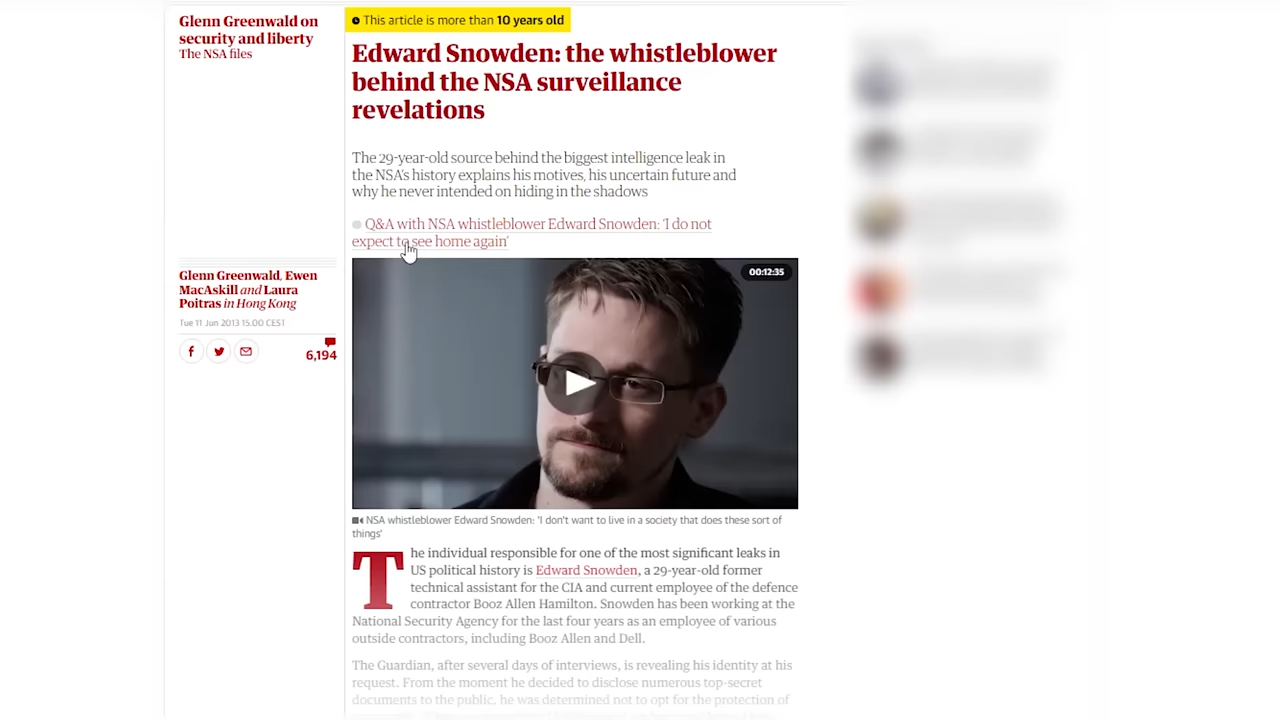 Glenn Greenwald on
security and liberty
The NSA files
This article is more than 10 years old
Edward Snowden: the whistleblower
behind the NSA surveillance
revelations
The 29-year-old source behind the biggest intelligence leak in
the NSA's history explains his motives, his uncertain future and
why he never intended on hiding in the shadows
Q&A with NSA whistleblower Edward Snowden: 'I do not
expect to see home again'
Glenn Greenwald, Ewen
MacAskill and Laura
Poitras in Hong Kong
Tue 11 Jun 2013 15.00 CEST
6,194
00:12:35
NSA whistleblower Edward Snowden: 'I don't want to live in a society that does these sort of
things'
The individual responsible for one of the most significant leaks in
US political history is Edward Snowden, a 29-year-old former
technical assistant for the CIA and current employee of the defence
contractor Booz Allen Hamilton. Snowden has been working at the
National Security Agency for the last four years as an employee of various
outside contractors, including Booz Allen and Dell.
The Guardian, after several days of interviews, is revealing his identity at his
request. From the moment he decided to disclose numerous top-secret
documents to the public, he was determined not to opt for the protection of